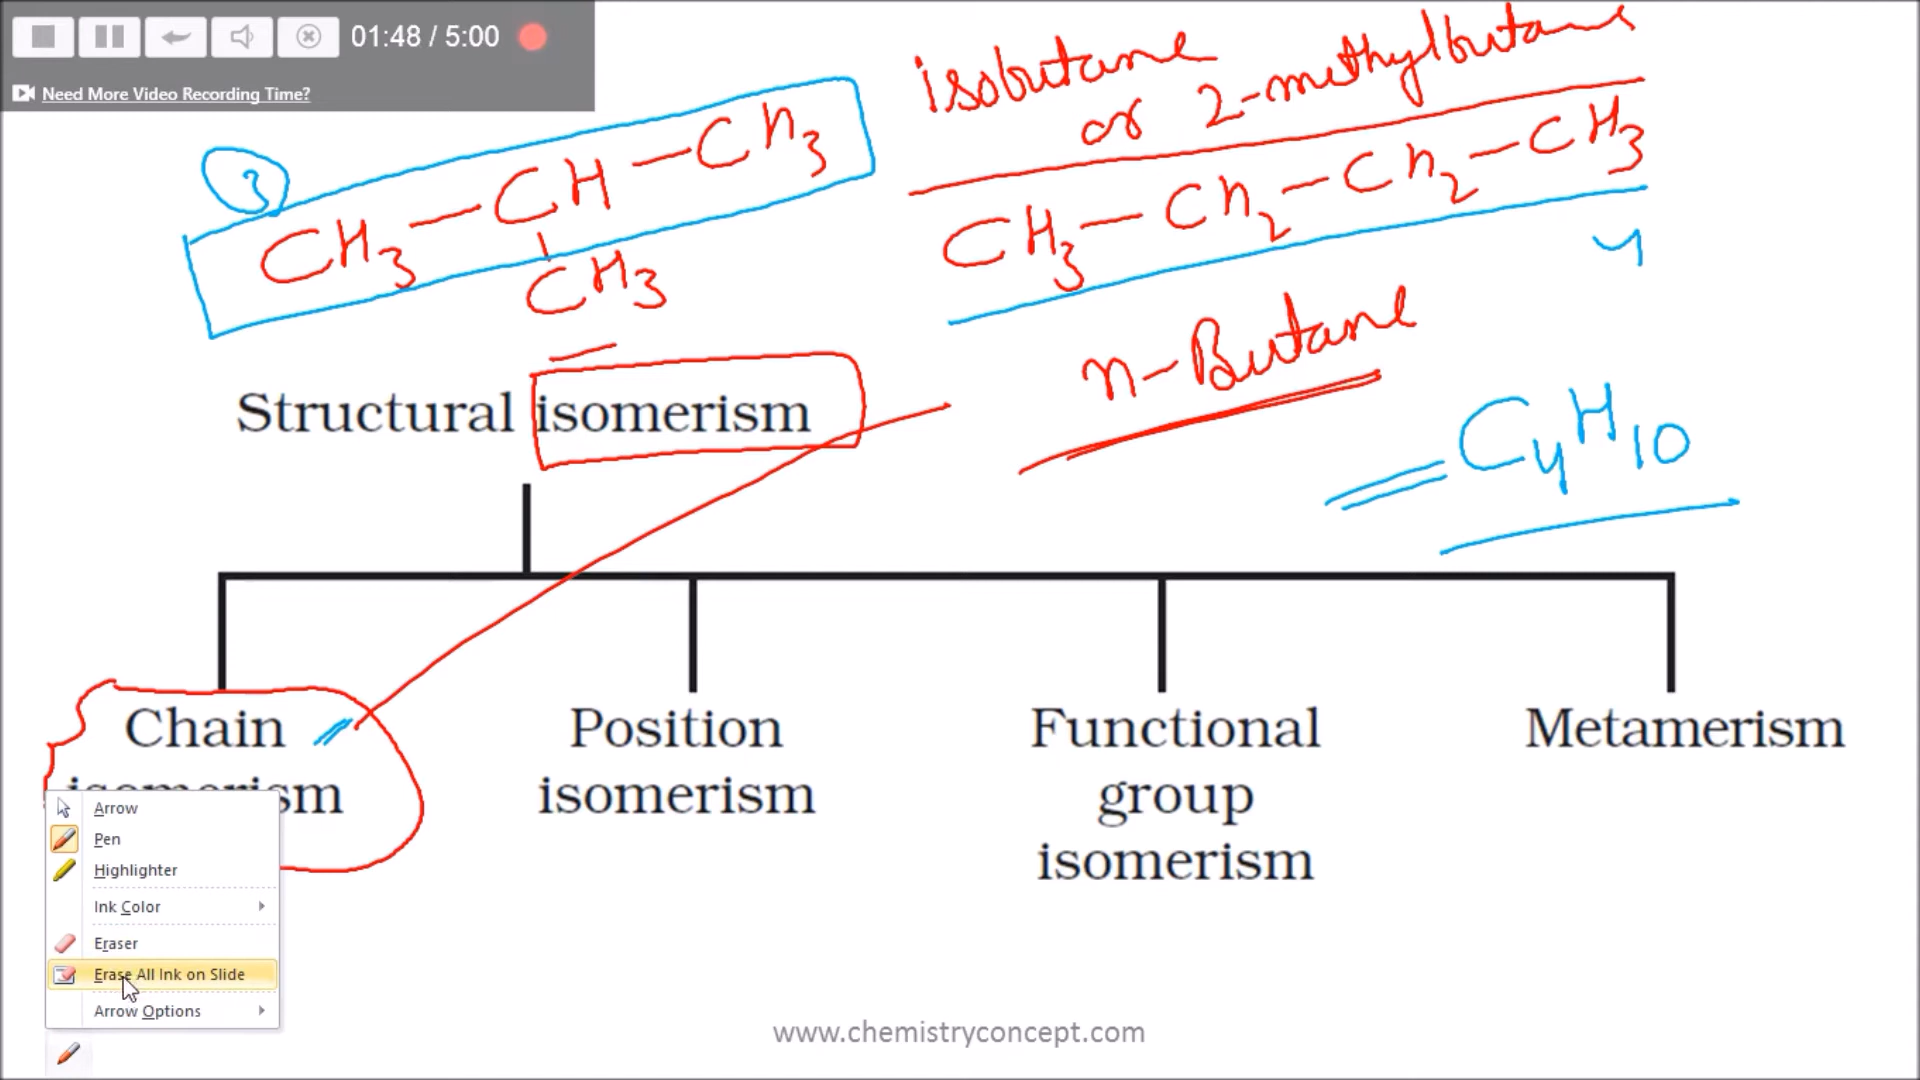 01:48 / 5:00
Need More Video Recording Time?
isobutane
or 2-methylbutane
3
CH3 — CH — CH3
CH3
CH3 — CH2 — CH2 — CH3
4
n-Butane
Structural isomerism
= C4H10
Chain
isomerism
Position
isomerism
Functional
group
isomerism
Metamerism
Arrow
Pen
Highlighter
Ink Color
Eraser
Erase All Ink on Slide
Arrow Options
www.chemistryconcept.com